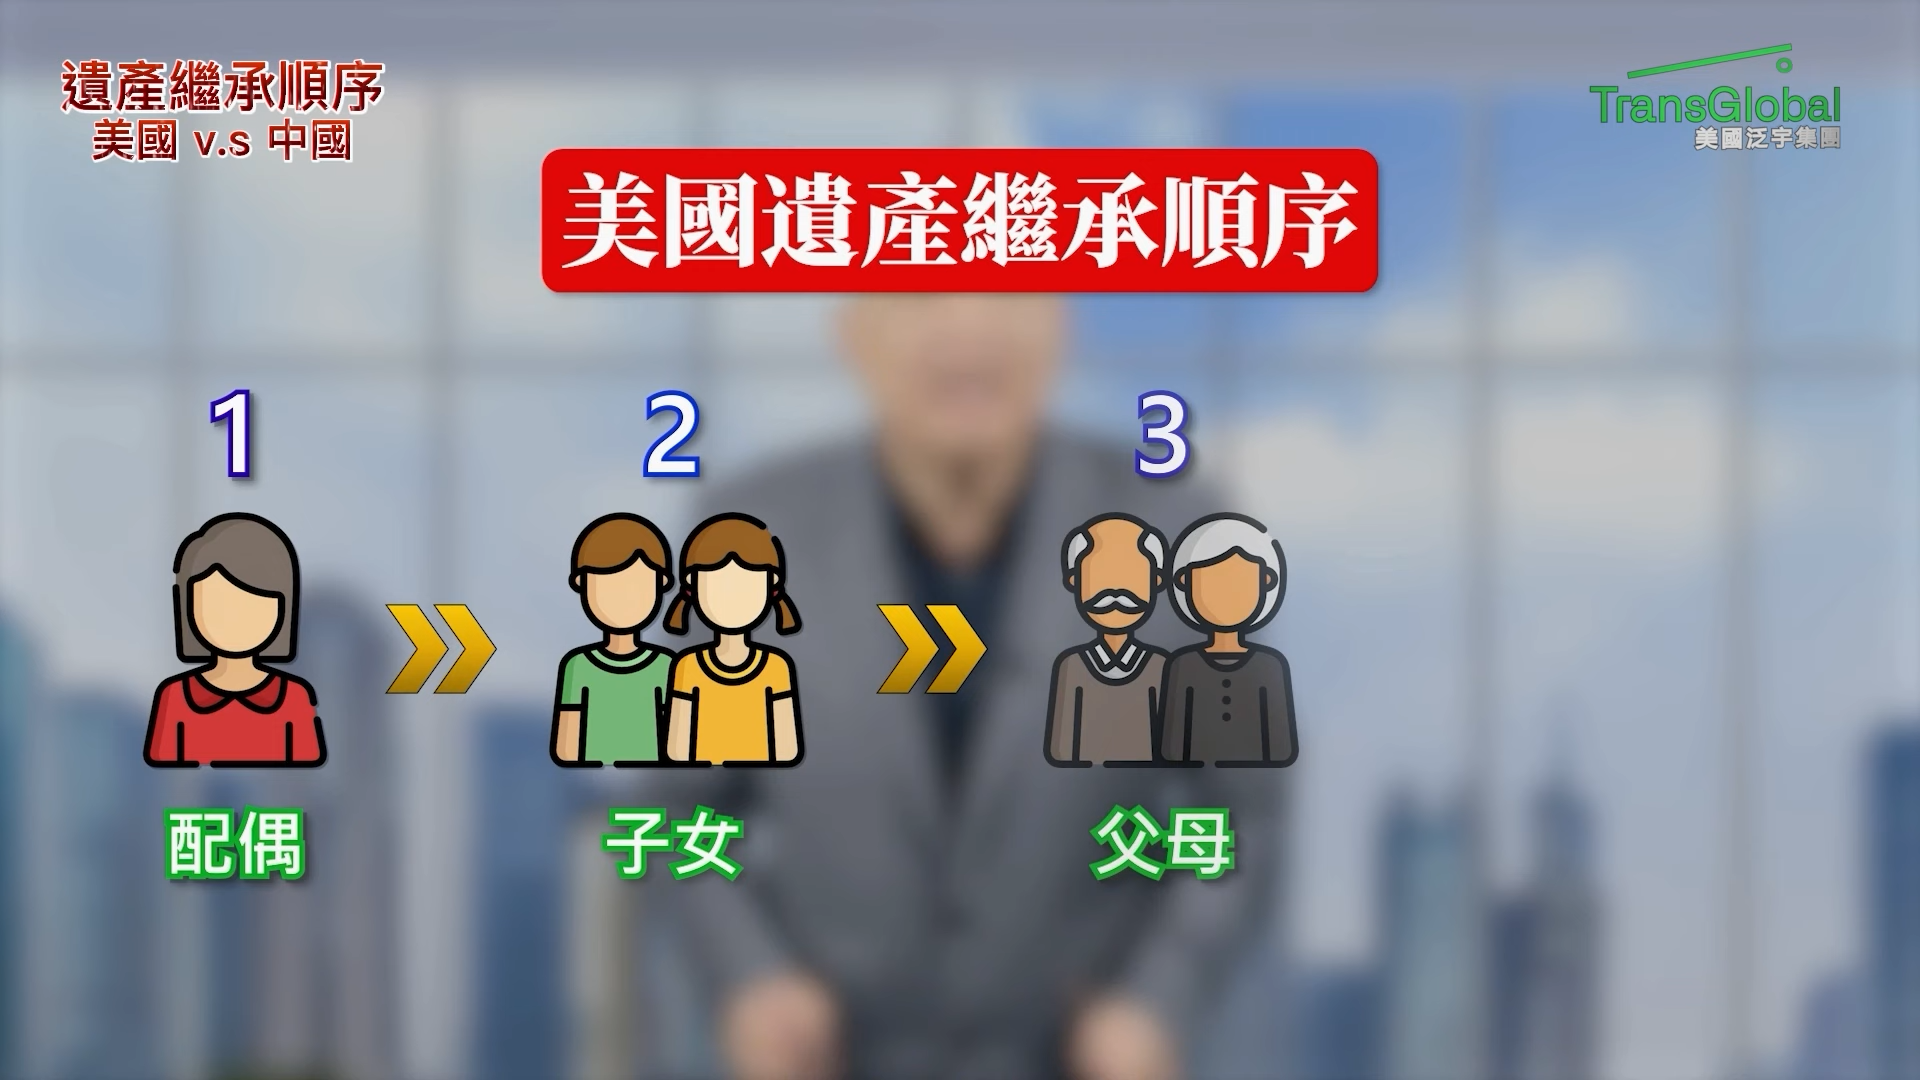 遺產繼承順序
美國 v.s 中國
TransGlobal
美國泛宇集團
美國遺產繼承順序
1
2
3
配偶
子女
父母